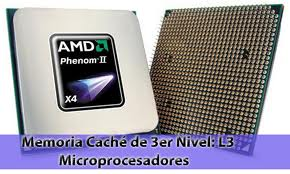 AMD
Phenom II
X4
Memoria Caché de 3er Nivel: L3
Microprocesadores